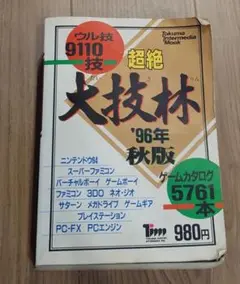 ウル技
9110
技
Tokuma
Intermedia
Mook
超絶
大技林
'96年
秋版
ニンテンドウ64
スーパーファミコン
バーチャルボーイ ゲームボーイ
ファミコン 3DO ネオ・ジオ
サターン メガドライブ ゲームギア
プレイステーション
PC-FX PCエンジン
ゲームカタログ
5761
本
980円